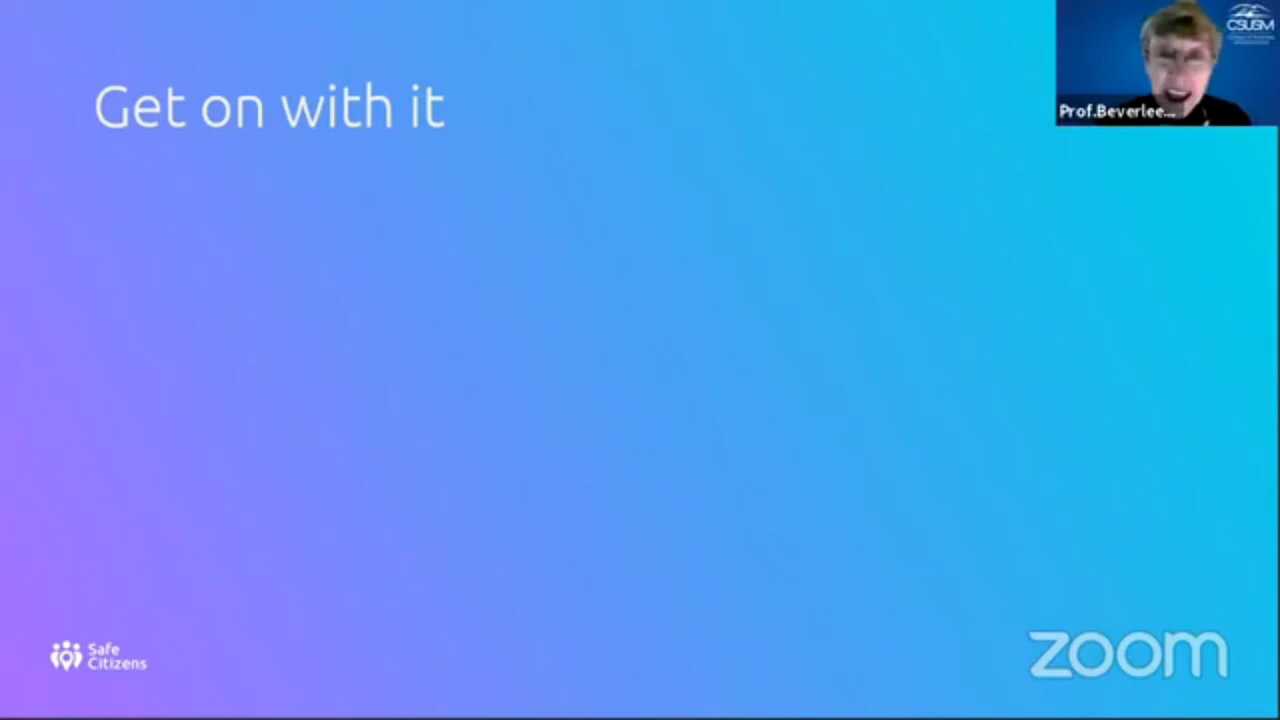 Get on with it
CSUSM
Prof.Beverlee...
Safe
Citizens
zoom